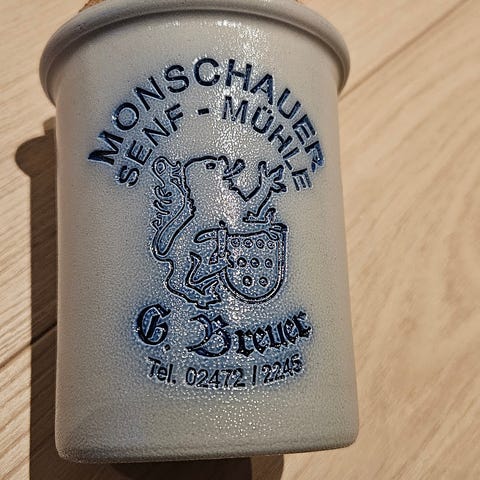 MONSCHAUER
SENF - MÜHLE
G. Breuer
Tel. 02472 / 2245